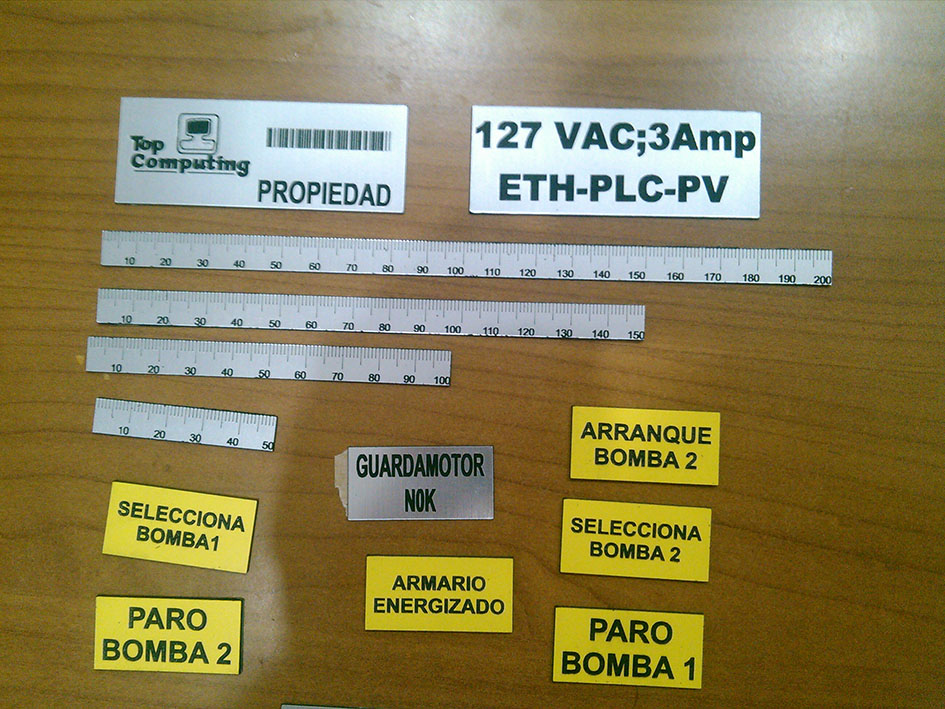 Top
Computing
PROPIEDAD
127 VAC;3Amp
ETH-PLC-PV
10 20 30 40 50 60 70 80 90 100 110 120 130 140 150 160 170 180 190 200
10 20 30 40 50 60 70 80 90 100 110 120 130 140 150
10 20 30 40 50 60 70 80 90 100
10 20 30 40 50
GUARDAMOTOR
N0K
ARRANQUE
BOMBA 2
SELECCIONA
BOMBA1
SELECCIONA
BOMBA 2
ARMARIO
ENERGIZADO
PARO
BOMBA 2
PARO
BOMBA 1